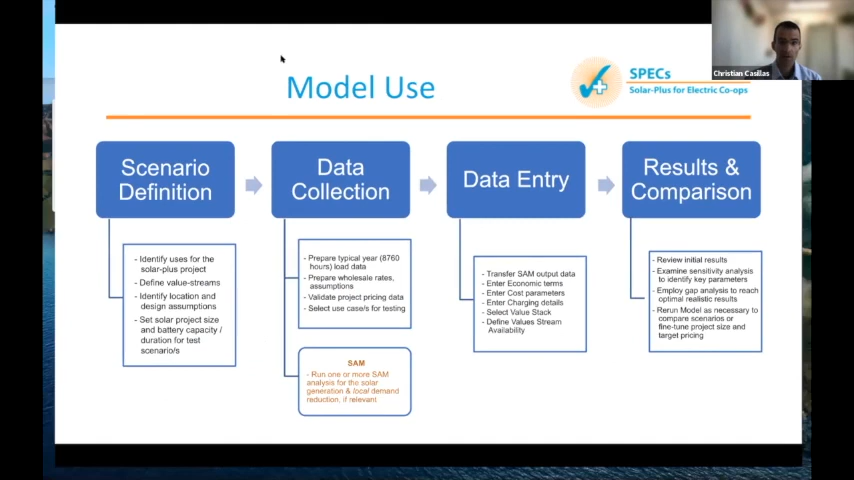 Christian Casillas
Model Use
SPECs
Solar-Plus for Electric Co-ops
Scenario
Definition
Data
Collection
Data Entry
Results &
Comparison
- Identify uses for the
solar-plus project
- Define value-streams
- Identify location and
design assumptions
- Set solar project size
and battery capacity /
duration for test
scenario/s
- Prepare typical year (8760
hours) load data
- Prepare wholesale rates,
assumptions
- Validate project pricing data
- Select use case/s for testing
SAM
- Run one or more SAM
analysis for the solar
generation & local demand
reduction, if relevant
- Transfer SAM output data
- Enter Economic terms
- Enter Cost parameters
- Enter Charging details
- Select Value Stack
- Define Values Stream
Availability
- Review initial results
- Examine sensitivity analysis
to identify key parameters
- Employ gap analysis to reach
optimal realistic results
- Rerun Model as necessary to
compare scenarios or
fine-tune project size and
target pricing